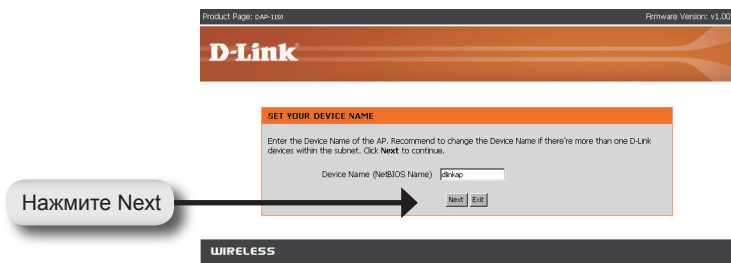 Product Page: DAP-1150 Firmware Version: v1.00
D-Link
SET YOUR DEVICE NAME
Enter the Device Name of the AP. Recommend to change the Device Name if there're more than one D-Link
devices within the subnet. Click Next to continue.
Device Name (NetBIOS Name) dlinkap
Нажмите Next
Next Exit
WIRELESS